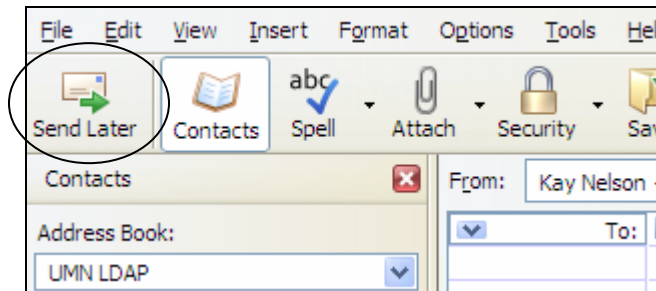 File Edit View Insert Format Options Tools
Send Later Contacts abc Spell Attach Security
Contacts From: Kay Nelson
Address Book: To:
UMN LDAP